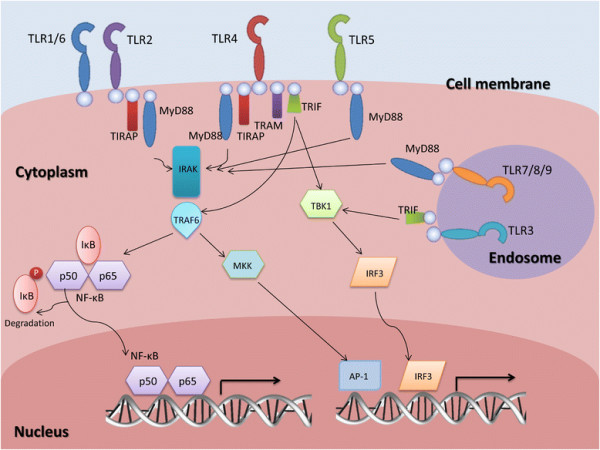 TLR1/6
TLR2
TLR4
TLR5
Cell membrane
TIRAP
MyD88
MyD88
TIRAP
TRAM
TRIF
MyD88
Cytoplasm
IRAK
MyD88
TLR7/8/9
TRAF6
TBK1
TRIF
TLR3
Endosome
IκB
p50
p65
NF-κB
P
IκB
Degradation
MKK
IRF3
NF-κB
p50
p65
AP-1
IRF3
Nucleus